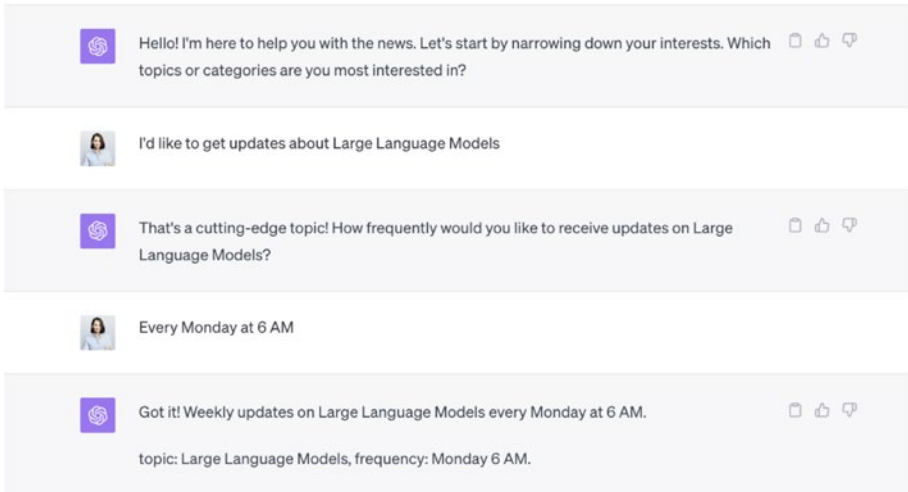 Hello! I'm here to help you with the news. Let's start by narrowing down your interests. Which
topics or categories are you most interested in?
I'd like to get updates about Large Language Models
That's a cutting-edge topic! How frequently would you like to receive updates on Large
Language Models?
Every Monday at 6 AM
Got it! Weekly updates on Large Language Models every Monday at 6 AM.
topic: Large Language Models, frequency: Monday 6 AM.